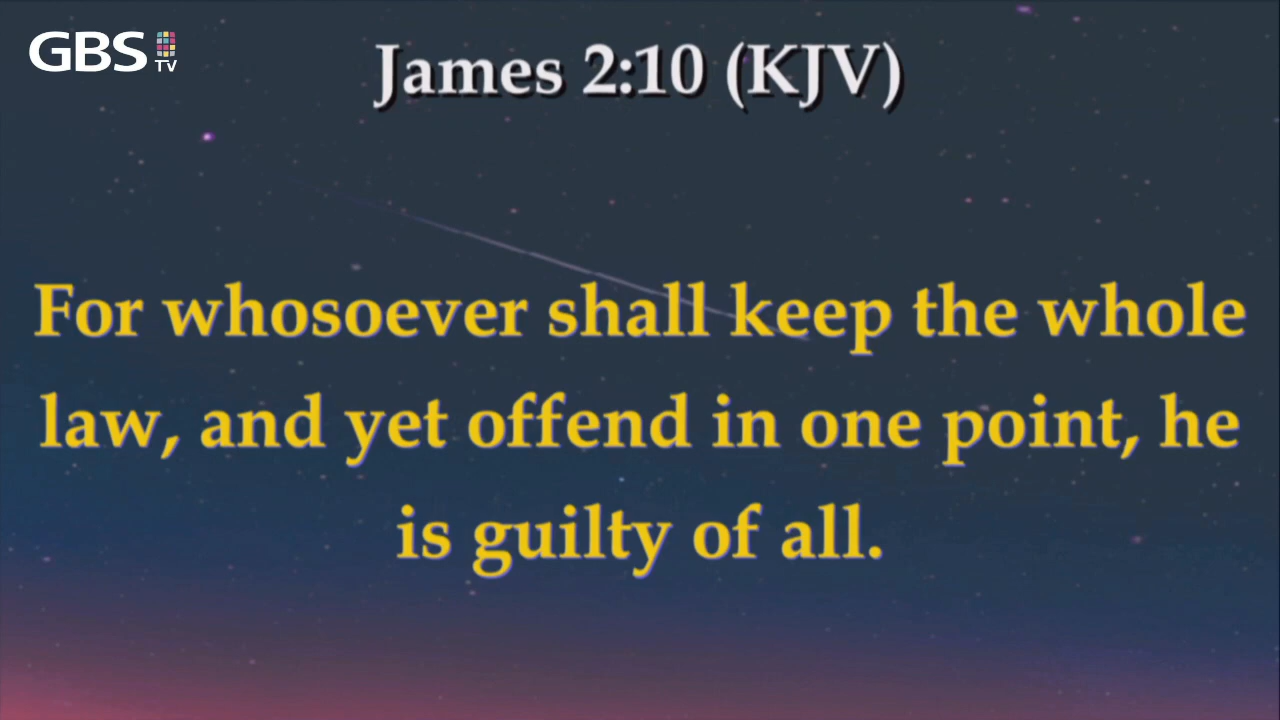 GBS TV
James 2:10 (KJV)
For whosoever shall keep the whole
law, and yet offend in one point, he
is guilty of all.